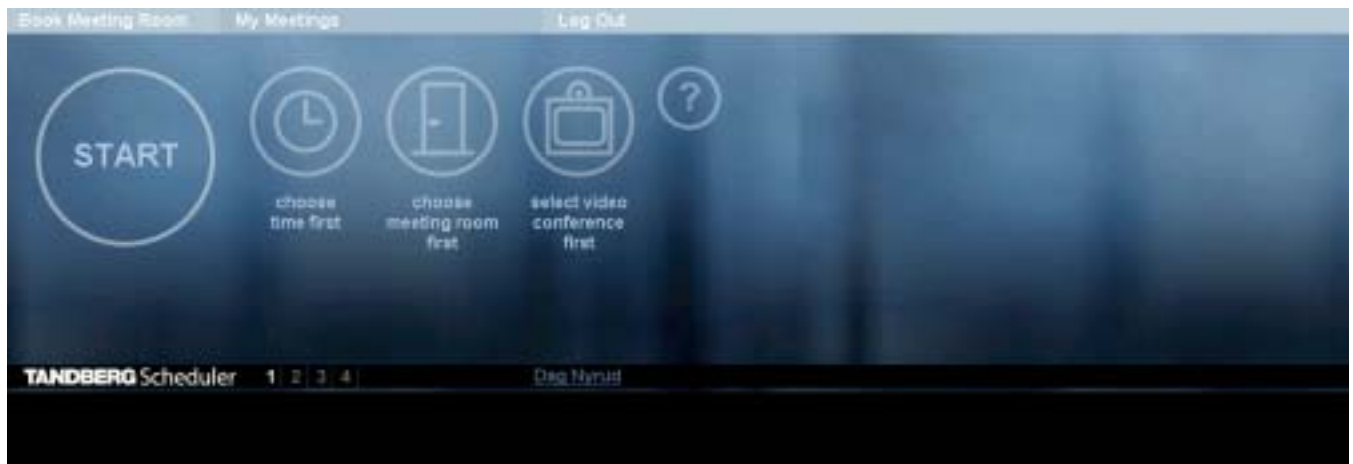 Book Meeting Room My Meetings Log Out
START
choose
time first
choose
meeting room
first
select video
conference
first
?
TANDBERG Scheduler 1 2 3 4 Dag Nyrud